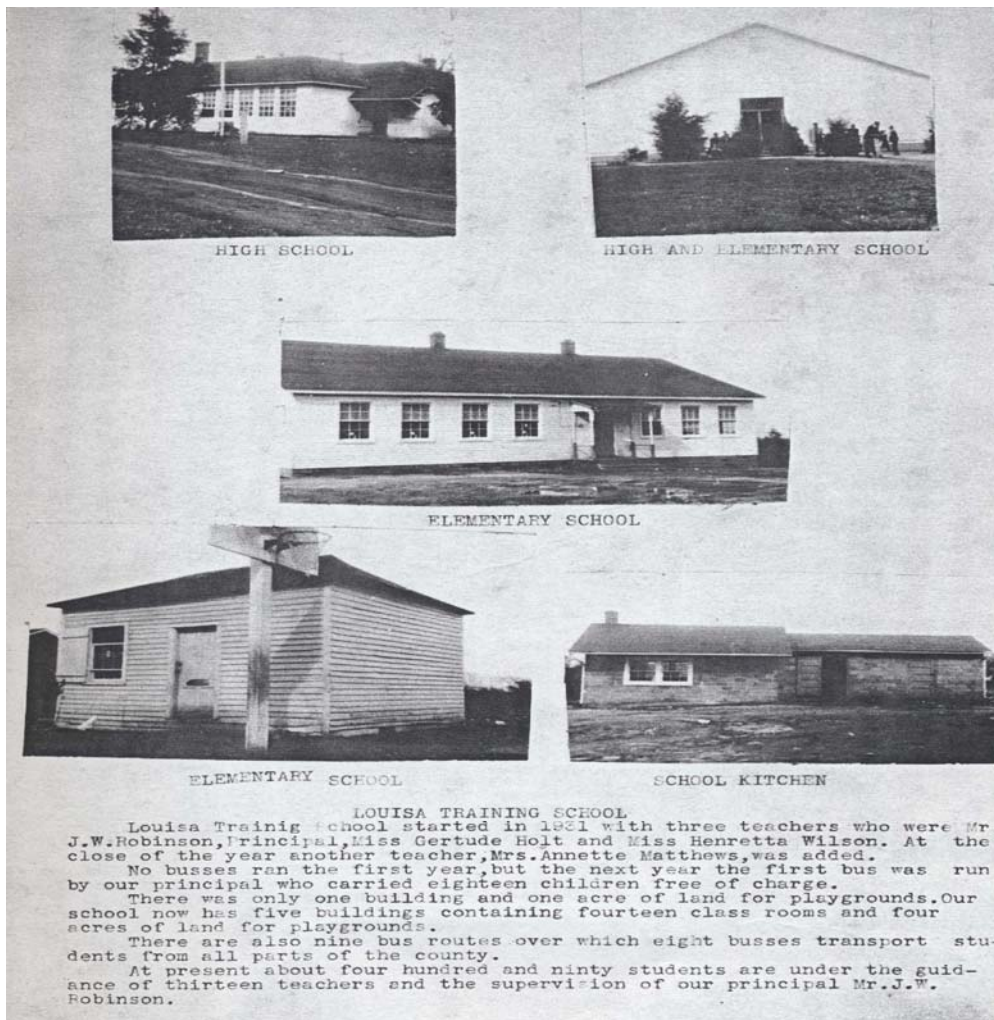 HIGH SCHOOL
HIGH AND ELEMENTARY SCHOOL
ELEMENTARY SCHOOL
ELEMENTARY SCHOOL
SCHOOL KITCHEN
LOUISA TRAINING SCHOOL
Louisa Trainig School started in 1931 with three teachers who were Mr
J.W.Robinson,Principal,Miss Gertude Holt and Miss Henretta Wilson. At the
close of the year another teacher,Mrs.Annette Matthews,was added.
No busses ran the first year,but the next year the first bus was run
by our principal who carried eighteen children free of charge.
There was only one building and one acre of land for playgrounds.Our
school now has five buildings containing fourteen class rooms and four
acres of land for playgrounds.
There are also nine bus routes over which eight busses transport stu-
dents from all parts of the county.
At present about four hundred and ninty students are under the guid-
ance of thirteen teachers and the supervision of our principal Mr.J.W.
Robinson.